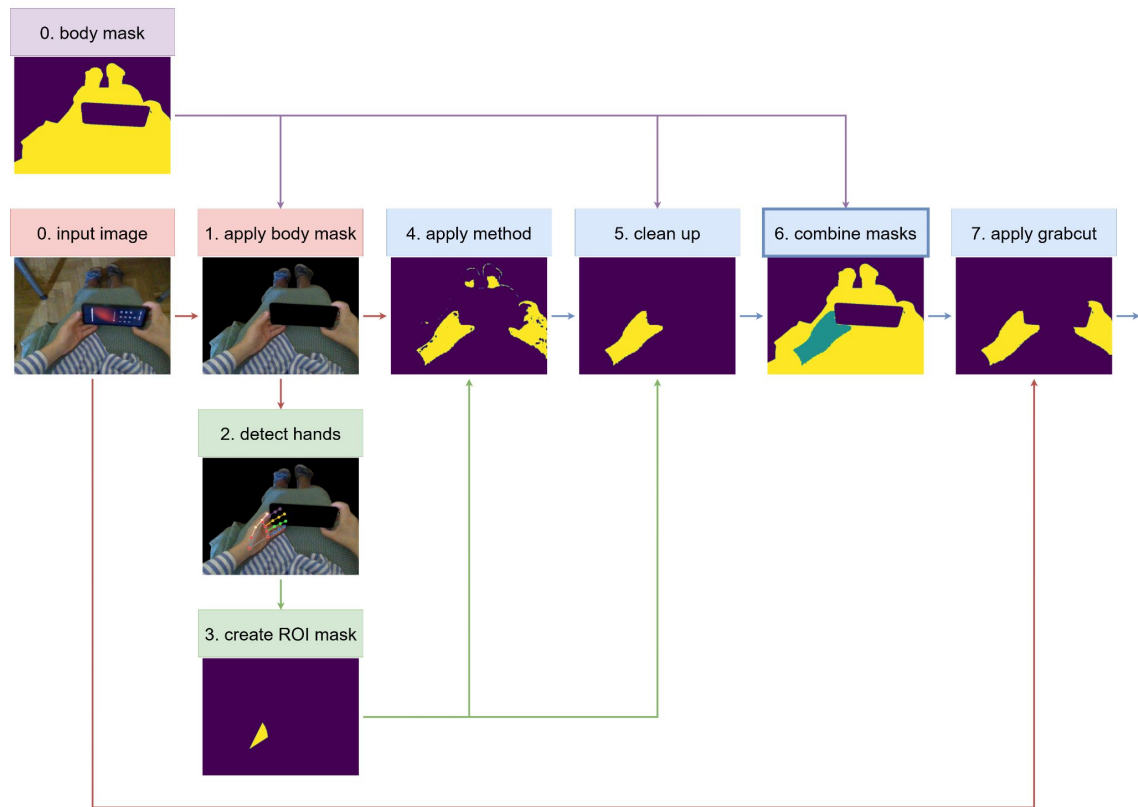 0. body mask
0. input image
1. apply body mask
4. apply method
5. clean up
6. combine masks
7. apply grabcut
2. detect hands
3. create ROI mask